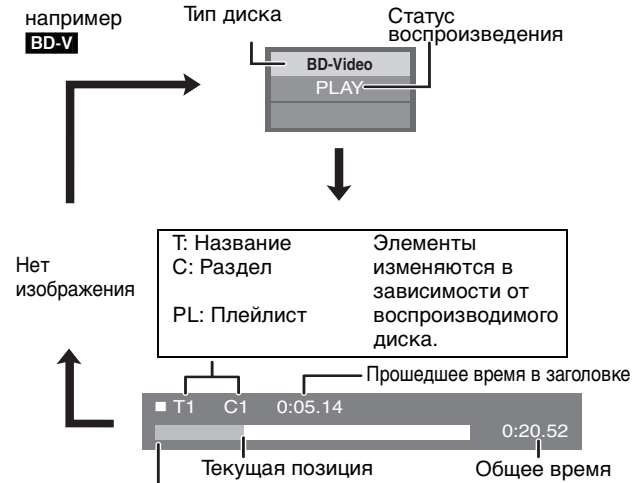 например
BD-V
Тип диска
Статус
воспроизведения
BD-Video
PLAY
Нет
изображения
T: Название
C: Раздел
PL: Плейлист
Элементы
изменяются в
зависимости от
воспроизводимого
диска.
Прошедшее время в заголовке
T1 C1 0:05.14
0:20.52
Текущая позиция
Общее время